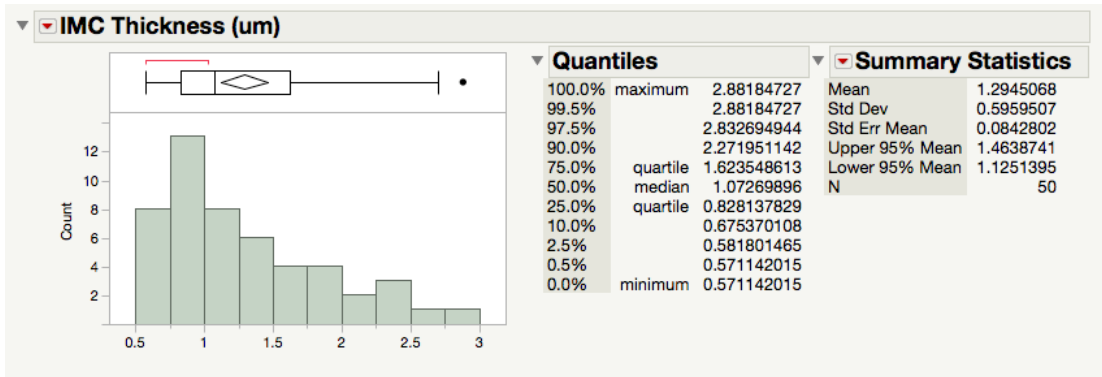 IMC Thickness (um)
12
10
8
6
4
2
Count
0.5 1 1.5 2 2.5 3
Quantiles
100.0% maximum 2.88184727
99.5% 2.88184727
97.5% 2.832694944
90.0% 2.271951142
75.0% quartile 1.623548613
50.0% median 1.07269896
25.0% quartile 0.828137829
10.0% 0.675370108
2.5% 0.581801465
0.5% 0.571142015
0.0% minimum 0.571142015
Summary Statistics
Mean 1.2945068
Std Dev 0.5959507
Std Err Mean 0.0842802
Upper 95% Mean 1.4638741
Lower 95% Mean 1.1251395
N 50